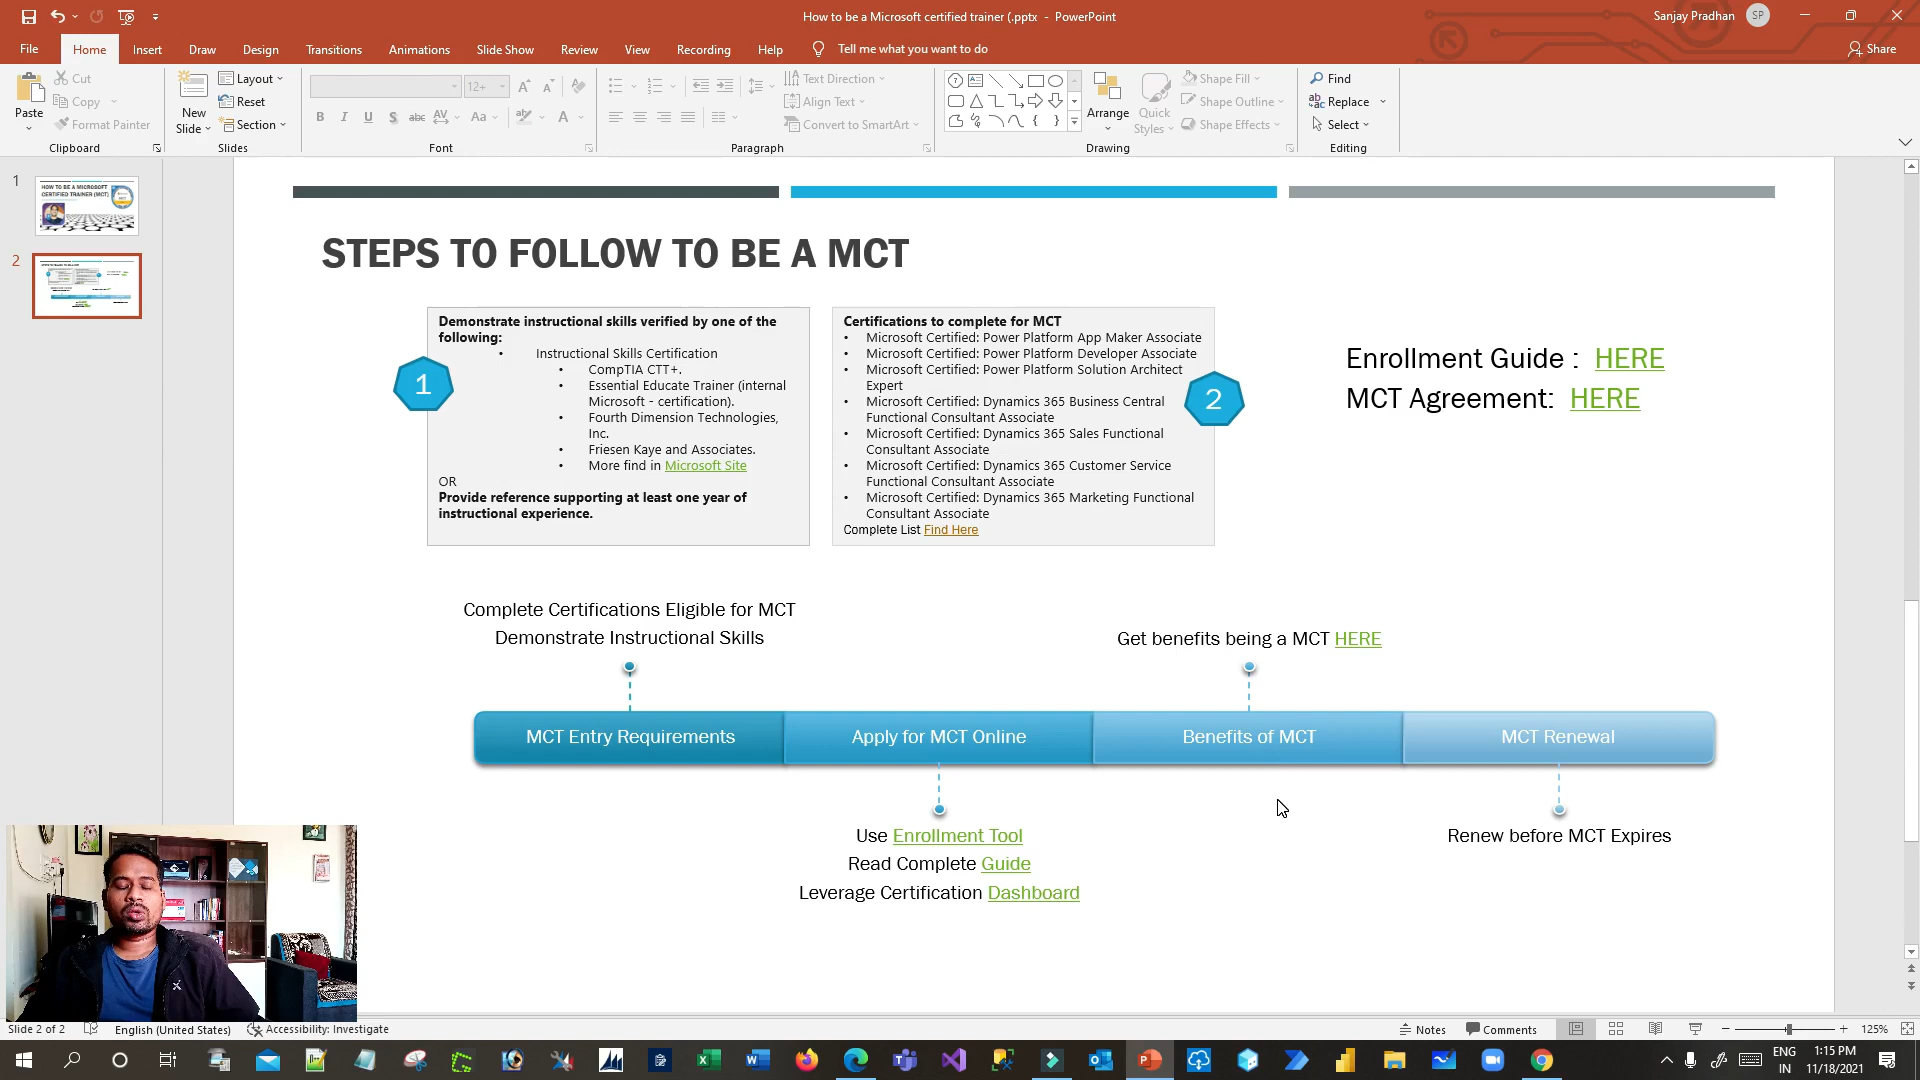 How to be a Microsoft certified trainer (.pptx - PowerPoint
Sanjay Pradhan
SP
File
Home
Insert
Draw
Design
Transitions
Animations
Slide Show
Review
View
Recording
Help
Tell me what you want to do
Share
Paste
Cut
Copy
Format Painter
Clipboard
New Slide
Layout
Reset
Section
Slides
12+
Font
Text Direction
Align Text
Convert to SmartArt
Paragraph
Arrange
Quick Styles
Shape Fill
Shape Outline
Shape Effects
Drawing
Find
Replace
Select
Editing
1
HOW TO BE A MICROSOFT
CERTIFIED TRAINER (MCT)
2
STEPS TO FOLLOW TO BE A MCT
1
Demonstrate instructional skills verified by one of the
following:
• Instructional Skills Certification
• CompTIA CTT+.
• Essential Educate Trainer (internal
Microsoft - certification).
• Fourth Dimension Technologies,
Inc.
• Friesen Kaye and Associates.
• More find in Microsoft Site
OR
Provide reference supporting at least one year of
instructional experience.
2
Certifications to complete for MCT
• Microsoft Certified: Power Platform App Maker Associate
• Microsoft Certified: Power Platform Developer Associate
• Microsoft Certified: Power Platform Solution Architect
Expert
• Microsoft Certified: Dynamics 365 Business Central
Functional Consultant Associate
• Microsoft Certified: Dynamics 365 Sales Functional
Consultant Associate
• Microsoft Certified: Dynamics 365 Customer Service
Functional Consultant Associate
• Microsoft Certified: Dynamics 365 Marketing Functional
Consultant Associate
Complete List Find Here
Enrollment Guide : HERE
MCT Agreement: HERE
Complete Certifications Eligible for MCT
Demonstrate Instructional Skills
Get benefits being a MCT HERE
MCT Entry Requirements
Apply for MCT Online
Benefits of MCT
MCT Renewal
Use Enrollment Tool
Read Complete Guide
Leverage Certification Dashboard
Renew before MCT Expires
Slide 2 of 2
English (United States)
Accessibility: Investigate
Notes
Comments
125%
ENG
IN
1:15 PM
11/18/2021